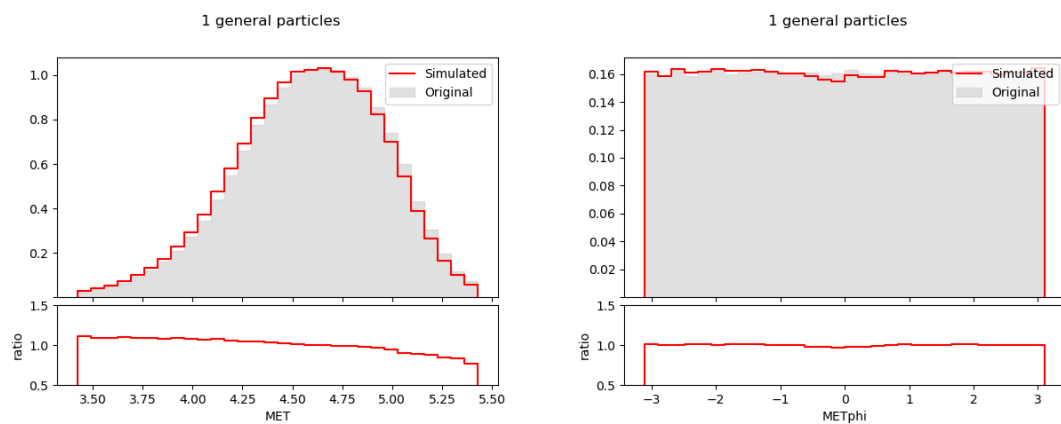 1 general particles
1.0
0.8
0.6
0.4
0.2
Simulated
Original
1.5
1.0
0.5
ratio
3.50 3.75 4.00 4.25 4.50 4.75 5.00 5.25 5.50
MET
1 general particles
0.16
0.14
0.12
0.10
0.08
0.06
0.04
0.02
Simulated
Original
1.5
1.0
0.5
ratio
−3 −2 −1 0 1 2 3
METphi